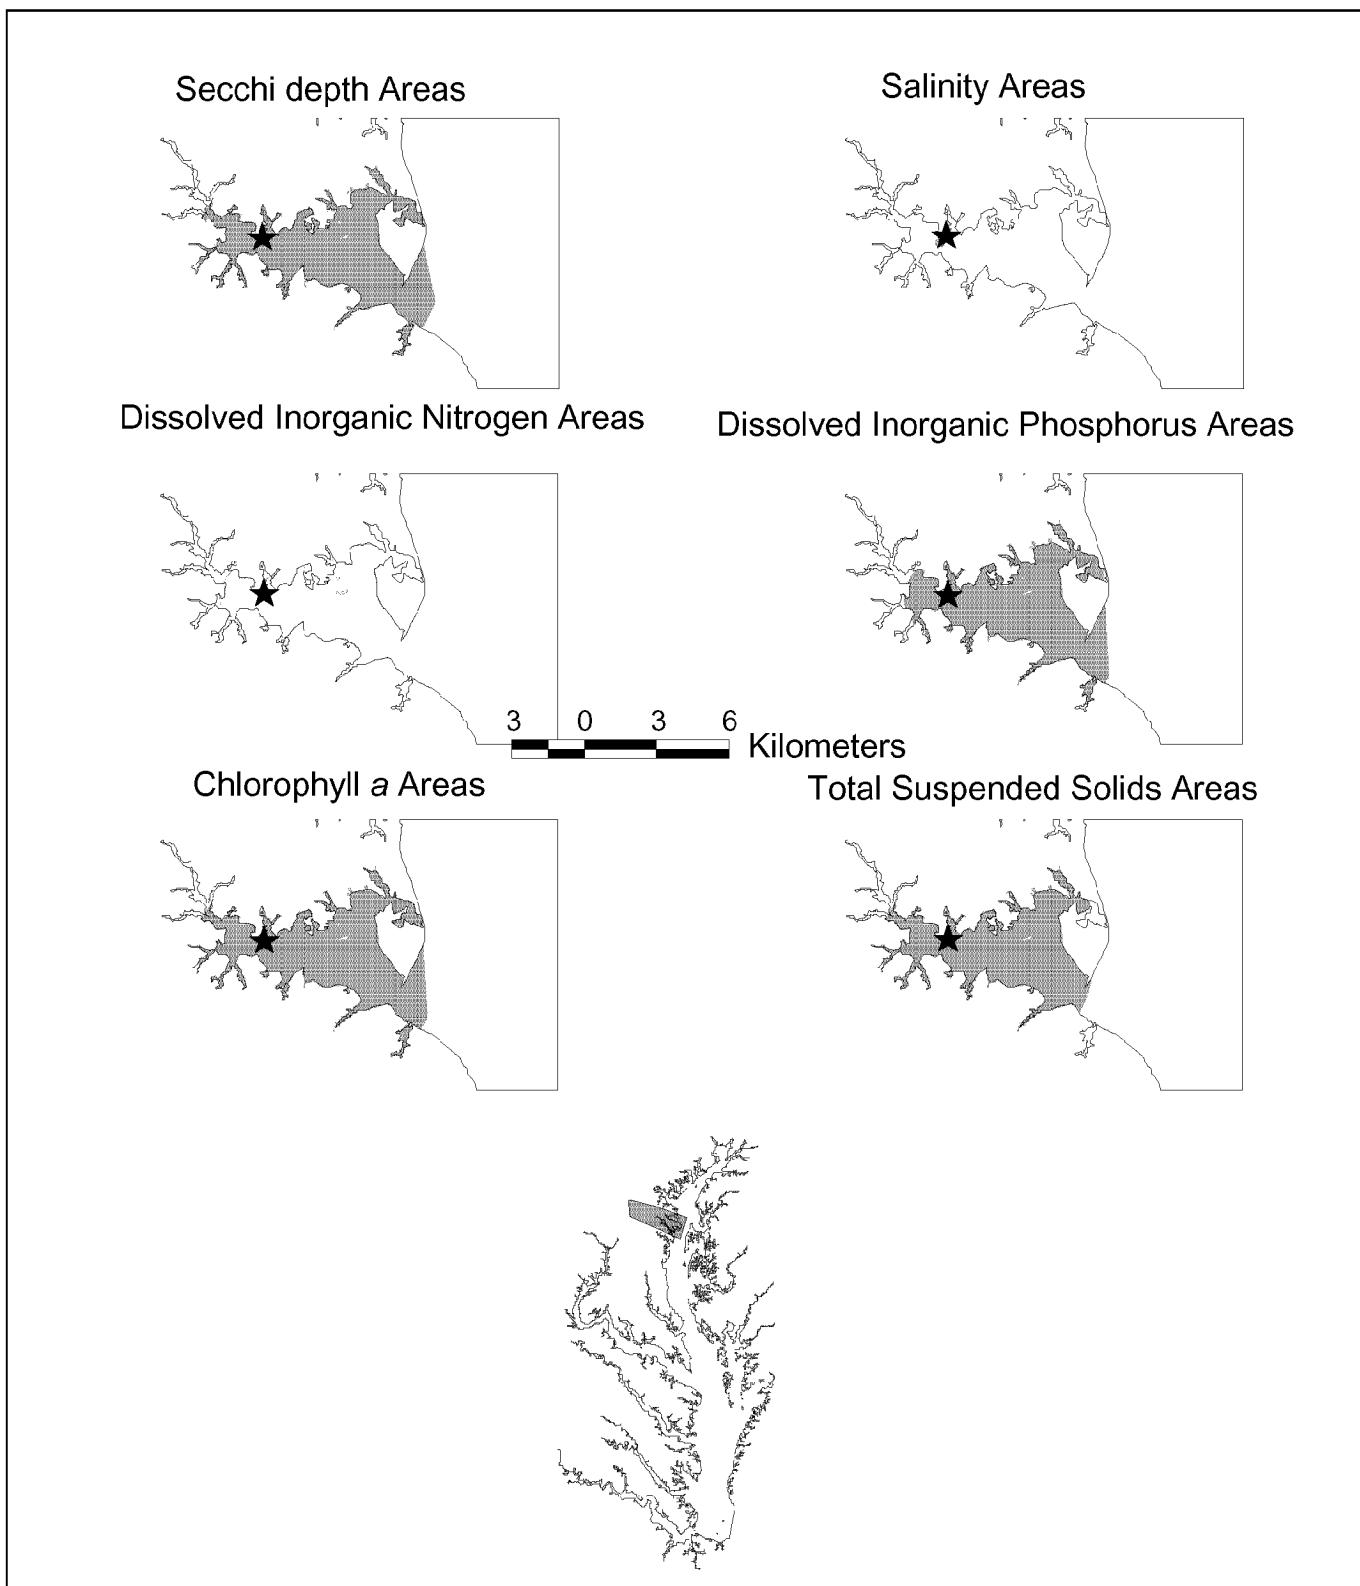 Secchi depth Areas
Salinity Areas
Dissolved Inorganic Nitrogen Areas
Dissolved Inorganic Phosphorus Areas
3 0 3 6
Kilometers
Chlorophyll a Areas
Total Suspended Solids Areas